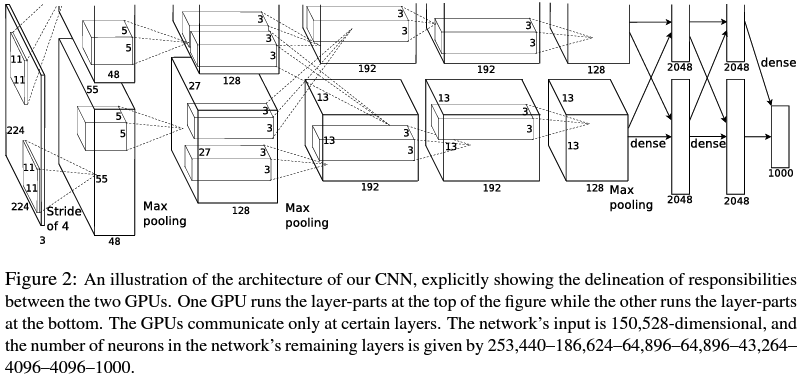 3 3 3
5 3 3 3
11 5 3 3
11 48 192 192 128 2048 2048 dense
55 27 128
224 5 3 13 13 13
5 3 3 3
13 3 3
11 27 3 13 13 dense dense
11 55 3
224 Stride of 4 192 192 128 Max pooling 1000
3 48 Max pooling 128 Max pooling 2048 2048
Figure 2: An illustration of the architecture of our CNN, explicitly showing the delineation of responsibilities
between the two GPUs. One GPU runs the layer-parts at the top of the figure while the other runs the layer-parts
at the bottom. The GPUs communicate only at certain layers. The network's input is 150,528-dimensional, and
the number of neurons in the network's remaining layers is given by 253,440–186,624–64,896–64,896–43,264–
4096–4096–1000.